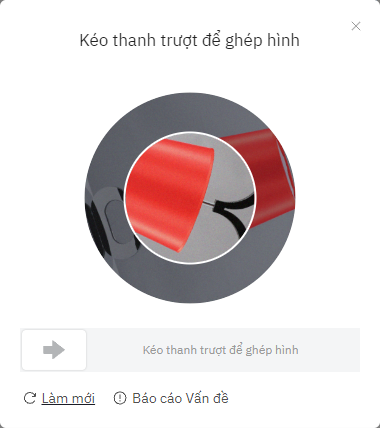 Kéo thanh trượt để ghép hình
Kéo thanh trượt để ghép hình
Làm mới
Báo cáo Vấn đề